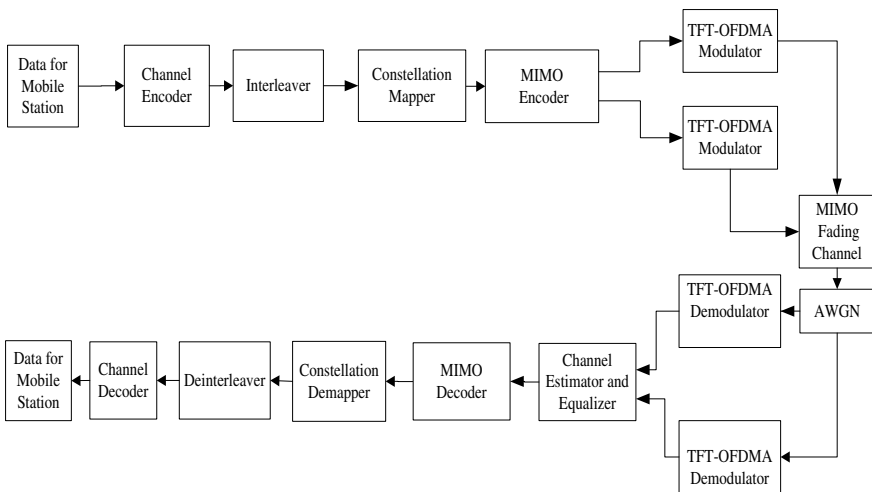 TFT-OFDMA
Modulator
Data for
Mobile
Station
Channel
Encoder
Interleaver
Constellation
Mapper
MIMO
Encoder
TFT-OFDMA
Modulator
MIMO
Fading
Channel
AWGN
TFT-OFDMA
Demodulator
Channel
Estimator and
Equalizer
MIMO
Decoder
Constellation
Demapper
Deinterleaver
Channel
Decoder
Data for
Mobile
Station
TFT-OFDMA
Demodulator